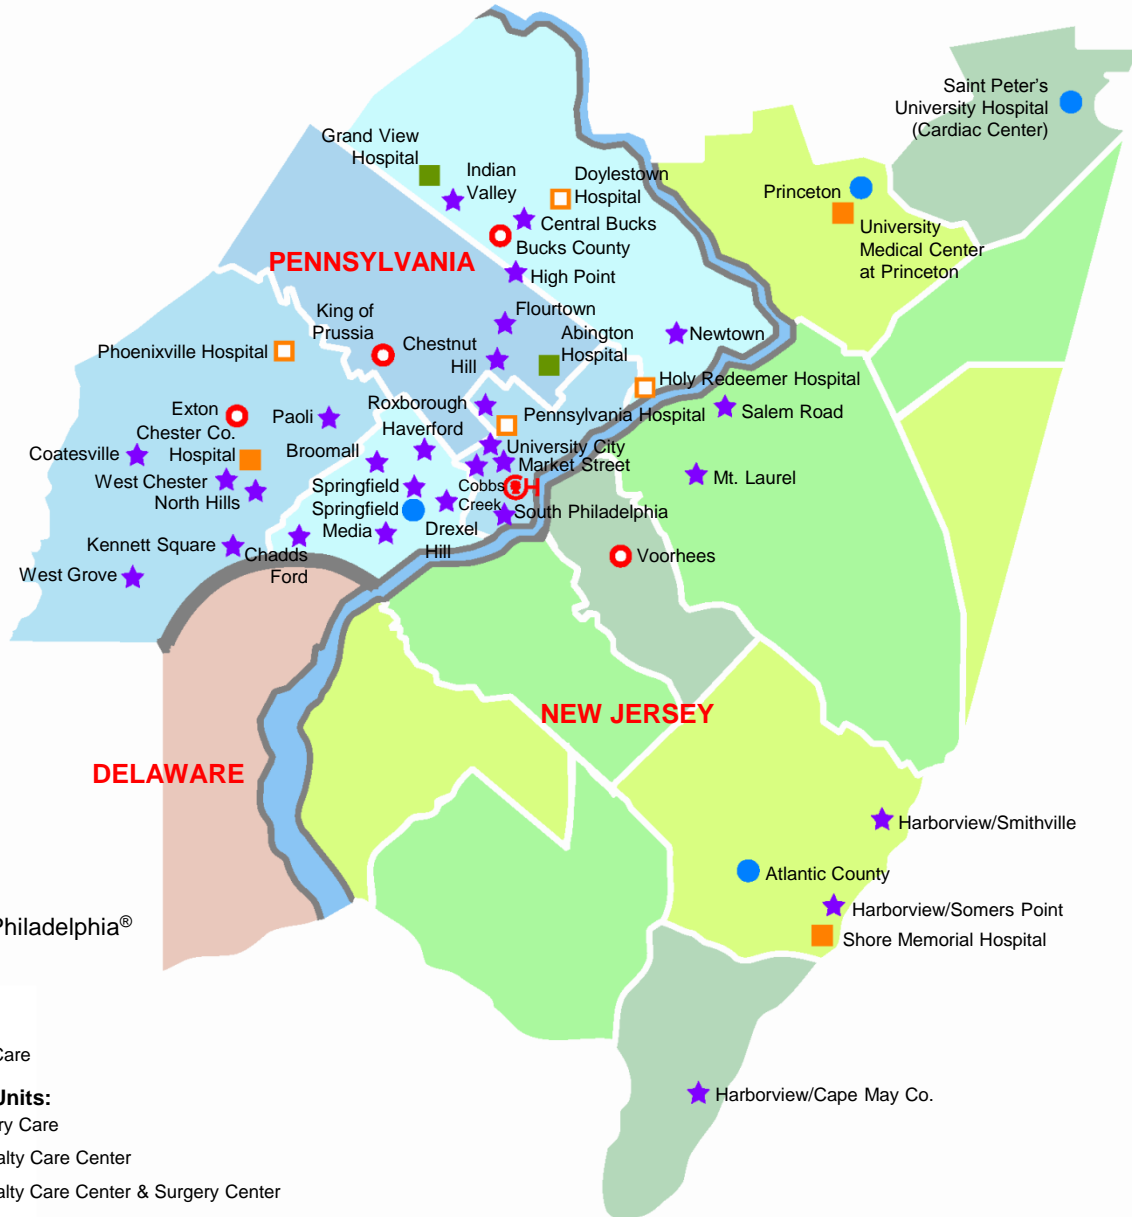 Saint Peter's
University Hospital
(Cardiac Center)
Grand View
Hospital
Indian
Valley
Doylestown
Hospital
Princeton
Central Bucks
University
Medical Center
at Princeton
Bucks County
PENNSYLVANIA
High Point
King of
Prussia
Flourtown
Newtown
Phoenixville Hospital
Chestnut
Hill
Abington
Hospital
Holy Redeemer Hospital
Exton
Paoli
Roxborough
Pennsylvania Hospital
Salem Road
Chester Co.
Hospital
Haverford
Coatesville
Broomall
University City
Market Street
West Chester
North Hills
Springfield
Cobbs
Creek
H
Mt. Laurel
Springfield
Media
Drexel
Hill
South Philadelphia
Kennett Square
Chadds
Ford
Voorhees
West Grove
NEW JERSEY
DELAWARE
Harborview/Smithville
Atlantic County
Harborview/Somers Point
Philadelphia®
Shore Memorial Hospital
Care
Units:
Harborview/Cape May Co.
ry Care
alty Care Center
alty Care Center & Surgery Center